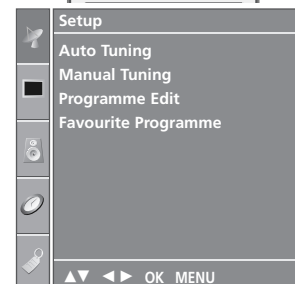 Setup
Auto Tuning
Manual Tuning
Programme Edit
Favourite Programme
▲▼ ◄► OK MENU